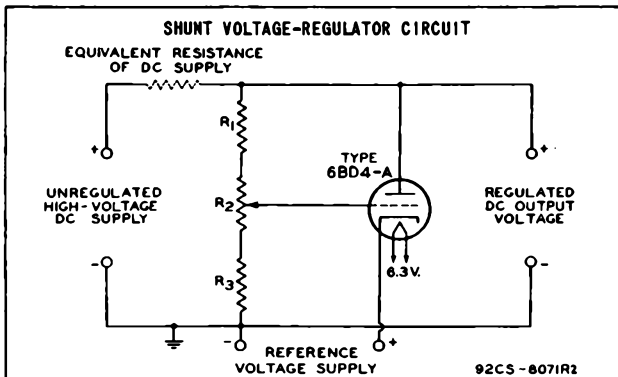 SHUNT VOLTAGE-REGULATOR CIRCUIT
EQUIVALENT RESISTANCE
OF DC SUPPLY
R1
TYPE
6BD4-A
+
UNREGULATED
HIGH-VOLTAGE
DC SUPPLY
-
R2
+
REGULATED
DC OUTPUT
VOLTAGE
-
6.3V.
R3
-
REFERENCE
VOLTAGE SUPPLY
+
92CS-8071R2